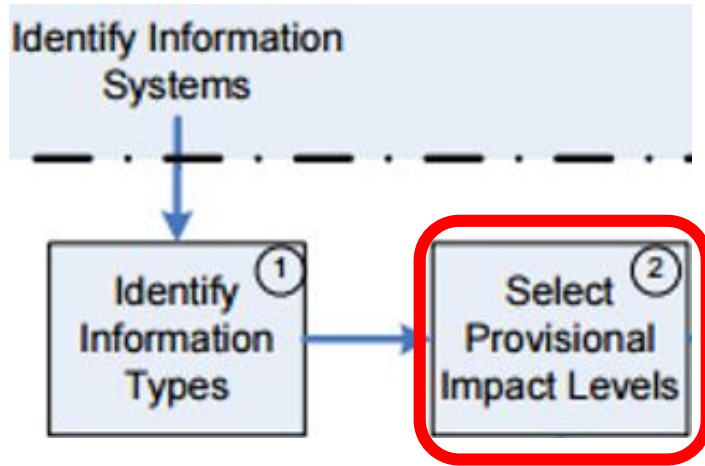 Identify Information
Systems
1
Identify
Information
Types
2
Select
Provisional
Impact Levels